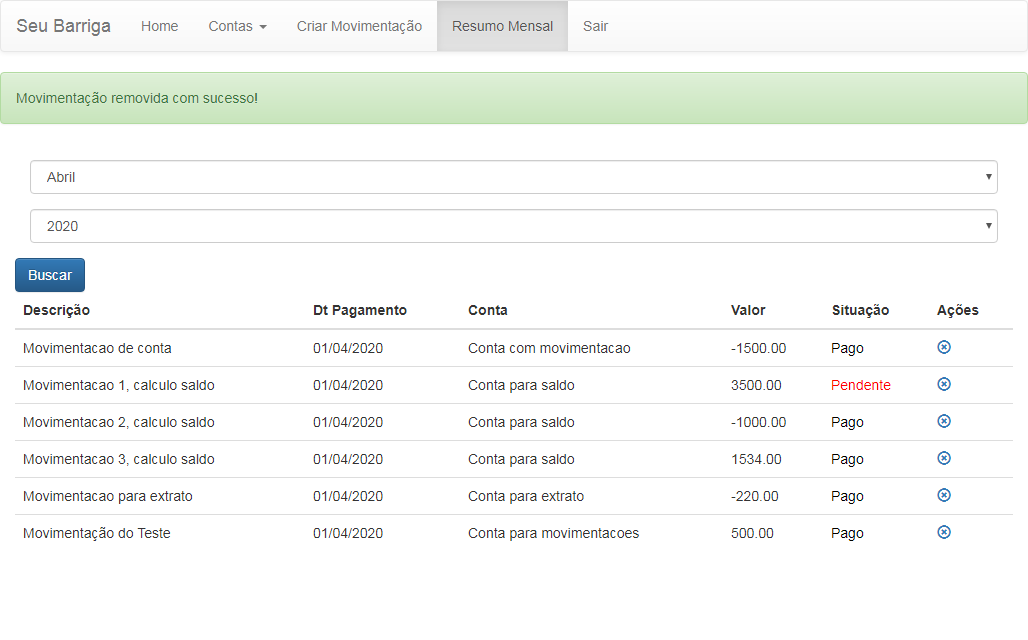 Seu Barriga Home Contas Criar Movimentação Resumo Mensal Sair
Movimentação removida com sucesso!
Abril
2020
Buscar
Descrição Dt Pagamento Conta Valor Situação Ações
Movimentacao de conta 01/04/2020 Conta com movimentacao -1500.00 Pago
Movimentacao 1, calculo saldo 01/04/2020 Conta para saldo 3500.00 Pendente
Movimentacao 2, calculo saldo 01/04/2020 Conta para saldo -1000.00 Pago
Movimentacao 3, calculo saldo 01/04/2020 Conta para saldo 1534.00 Pago
Movimentacao para extrato 01/04/2020 Conta para extrato -220.00 Pago
Movimentação do Teste 01/04/2020 Conta para movimentacoes 500.00 Pago